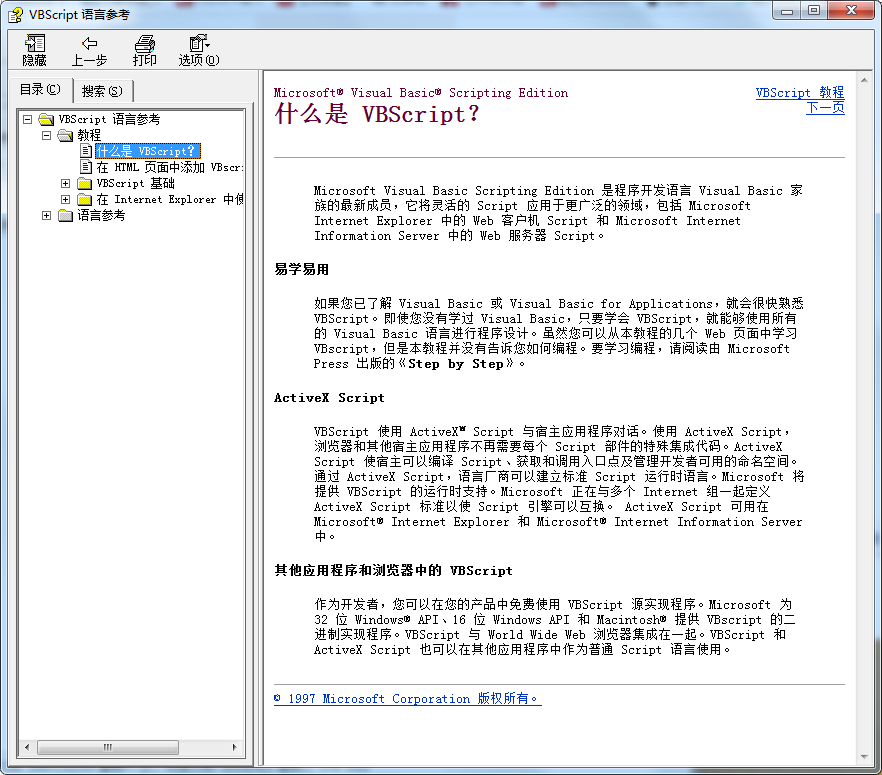 VBScript 语言参考
隐藏 上一步 打印 选项(O)
目录(C) 搜索(S)
VBScript 语言参考
教程
什么是 VBScript?
在 HTML 页面中添加 VBscr:
VBScript 基础
在 Internet Explorer 中使
语言参考
Microsoft® Visual Basic® Scripting Edition
什么是 VBScript?
VBScript 教程
下一页
Microsoft Visual Basic Scripting Edition 是程序开发语言 Visual Basic 家
族的最新成员，它将灵活的 Script 应用于更广泛的领域，包括 Microsoft
Internet Explorer 中的 Web 客户机 Script 和 Microsoft Internet
Information Server 中的 Web 服务器 Script。
易学易用
如果您已了解 Visual Basic 或 Visual Basic for Applications，就会很快熟悉
VBScript。即使您没有学过 Visual Basic，只要学会 VBScript，就能够使用所有
的 Visual Basic 语言进行程序设计。虽然您可以从本教程的几个 Web 页面中学习
VBscript，但是本教程并没有告诉您如何编程。要学习编程，请阅读由 Microsoft
Press 出版的《Step by Step》。
ActiveX Script
VBScript 使用 ActiveX™ Script 与宿主应用程序对话。使用 ActiveX Script，
浏览器和其他宿主应用程序不再需要每个 Script 部件的特殊集成代码。ActiveX
Script 使宿主可以编译 Script、获取和调用入口点及管理开发者可用的命名空间。
通过 ActiveX Script，语言厂商可以建立标准 Script 运行时语言。Microsoft 将
提供 VBScript 的运行时支持。Microsoft 正在与多个 Internet 组一起定义
ActiveX Script 标准以使 Script 引擎可以互换。 ActiveX Script 可用在
Microsoft® Internet Explorer 和 Microsoft® Internet Information Server
中。
其他应用程序和浏览器中的 VBScript
作为开发者，您可以在您的产品中免费使用 VBScript 源实现程序。Microsoft 为
32 位 Windows® API、16 位 Windows API 和 Macintosh® 提供 VBscript 的二
进制实现程序。VBScript 与 World Wide Web 浏览器集成在一起。VBScript 和
ActiveX Script 也可以在其他应用程序中作为普通 Script 语言使用。
© 1997 Microsoft Corporation 版权所有。